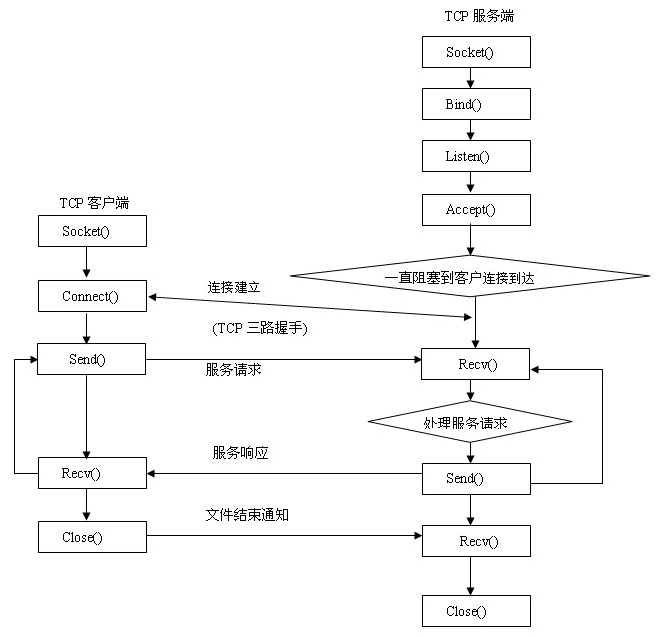 TCP 服务端
Socket()
Bind()
Listen()
Accept()
TCP 客户端
Socket()
一直阻塞到客户连接到达
连接建立
Connect()
(TCP 三路握手)
Send()
服务请求
Recv()
处理服务请求
服务响应
Recv()
Send()
文件结束通知
Close()
Recv()
Close()